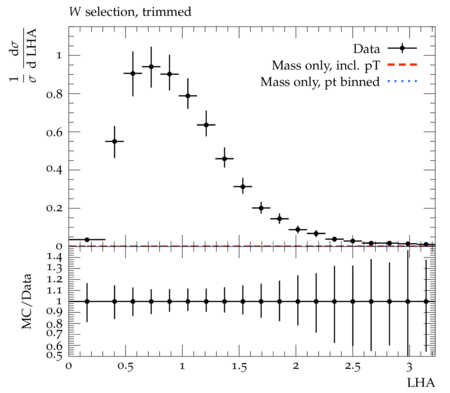 W selection, trimmed
1/σ dσ/d LHA
Data
Mass only, incl. pT
Mass only, pt binned
1
0.8
0.6
0.4
0.2
0
1.4
1.3
1.2
1.1
1
0.9
0.8
0.7
0.6
0.5
MC/Data
0 0.5 1 1.5 2 2.5 3
LHA